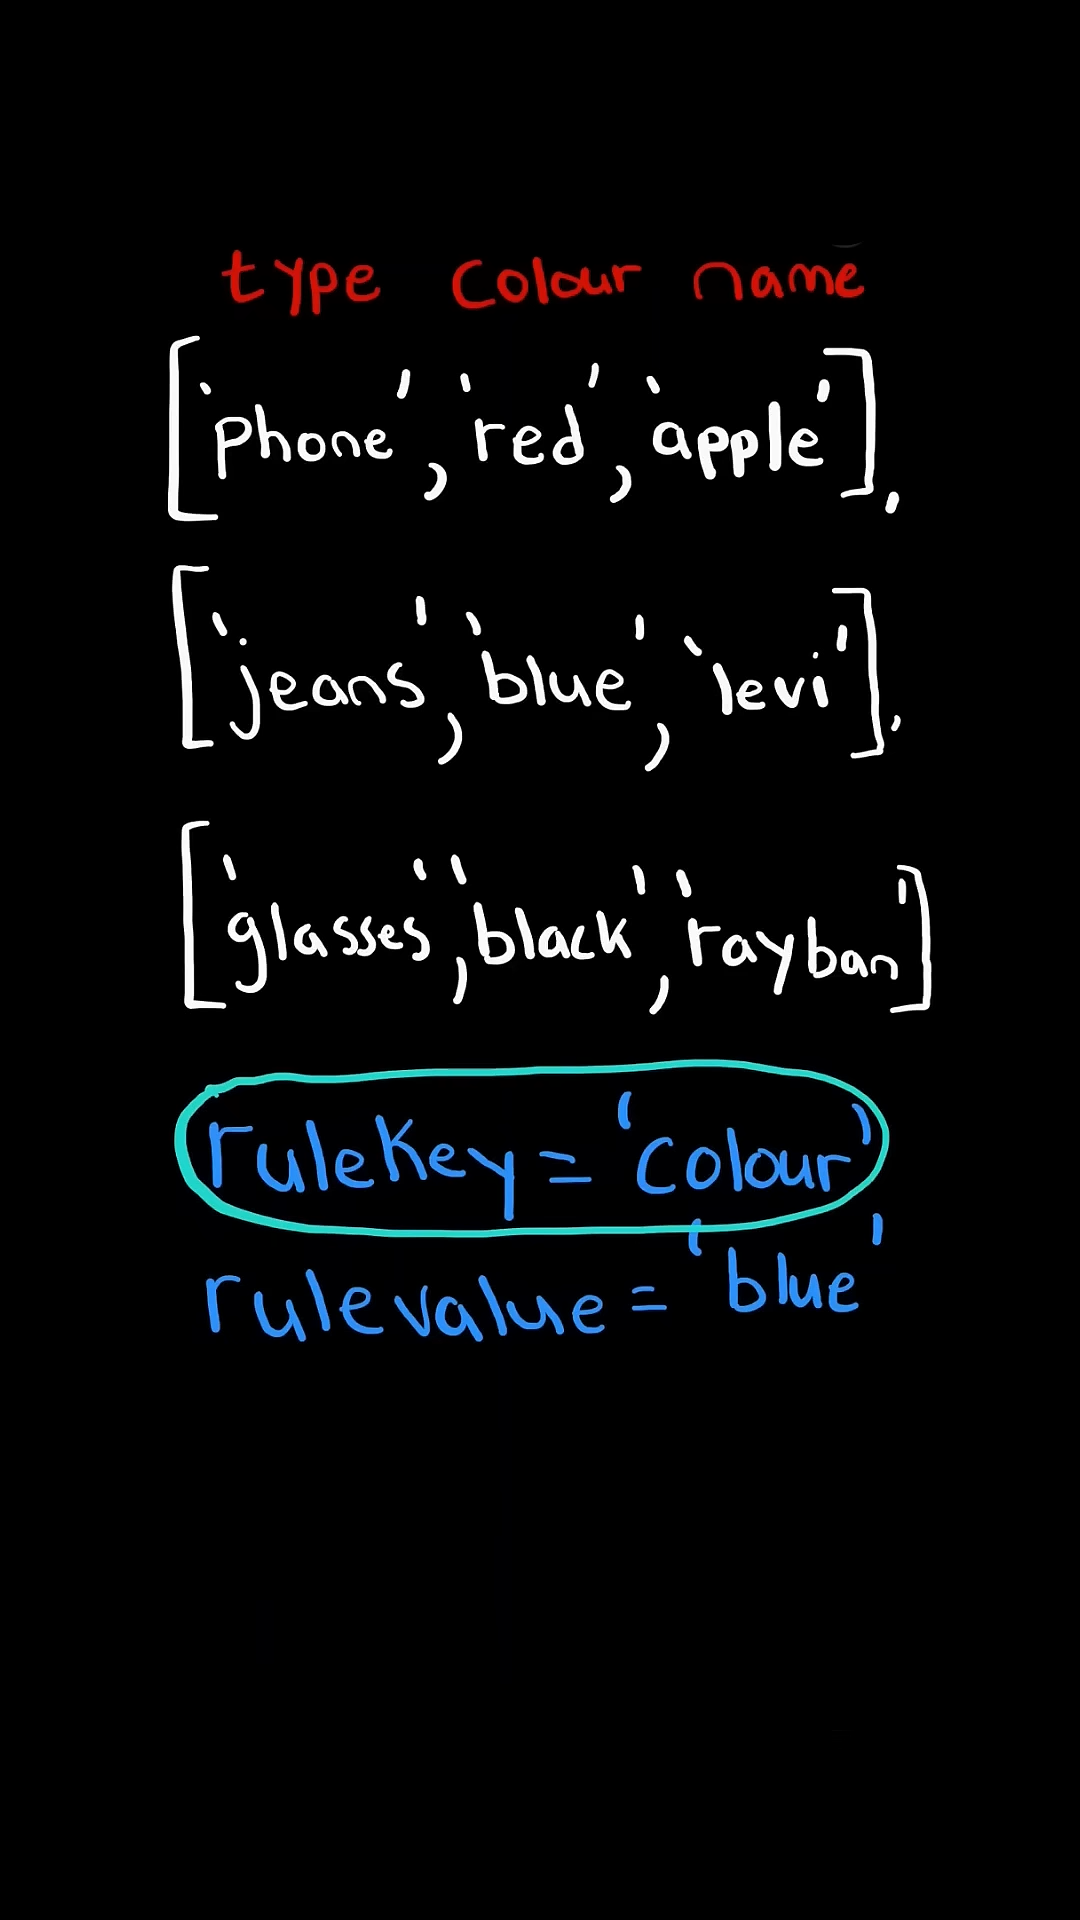 type colour name
['phone', 'red', 'apple'],
['jeans', 'blue', 'levi'],
['glasses', 'black', 'rayban']
rulekey = 'colour'
rulevalue = 'blue'